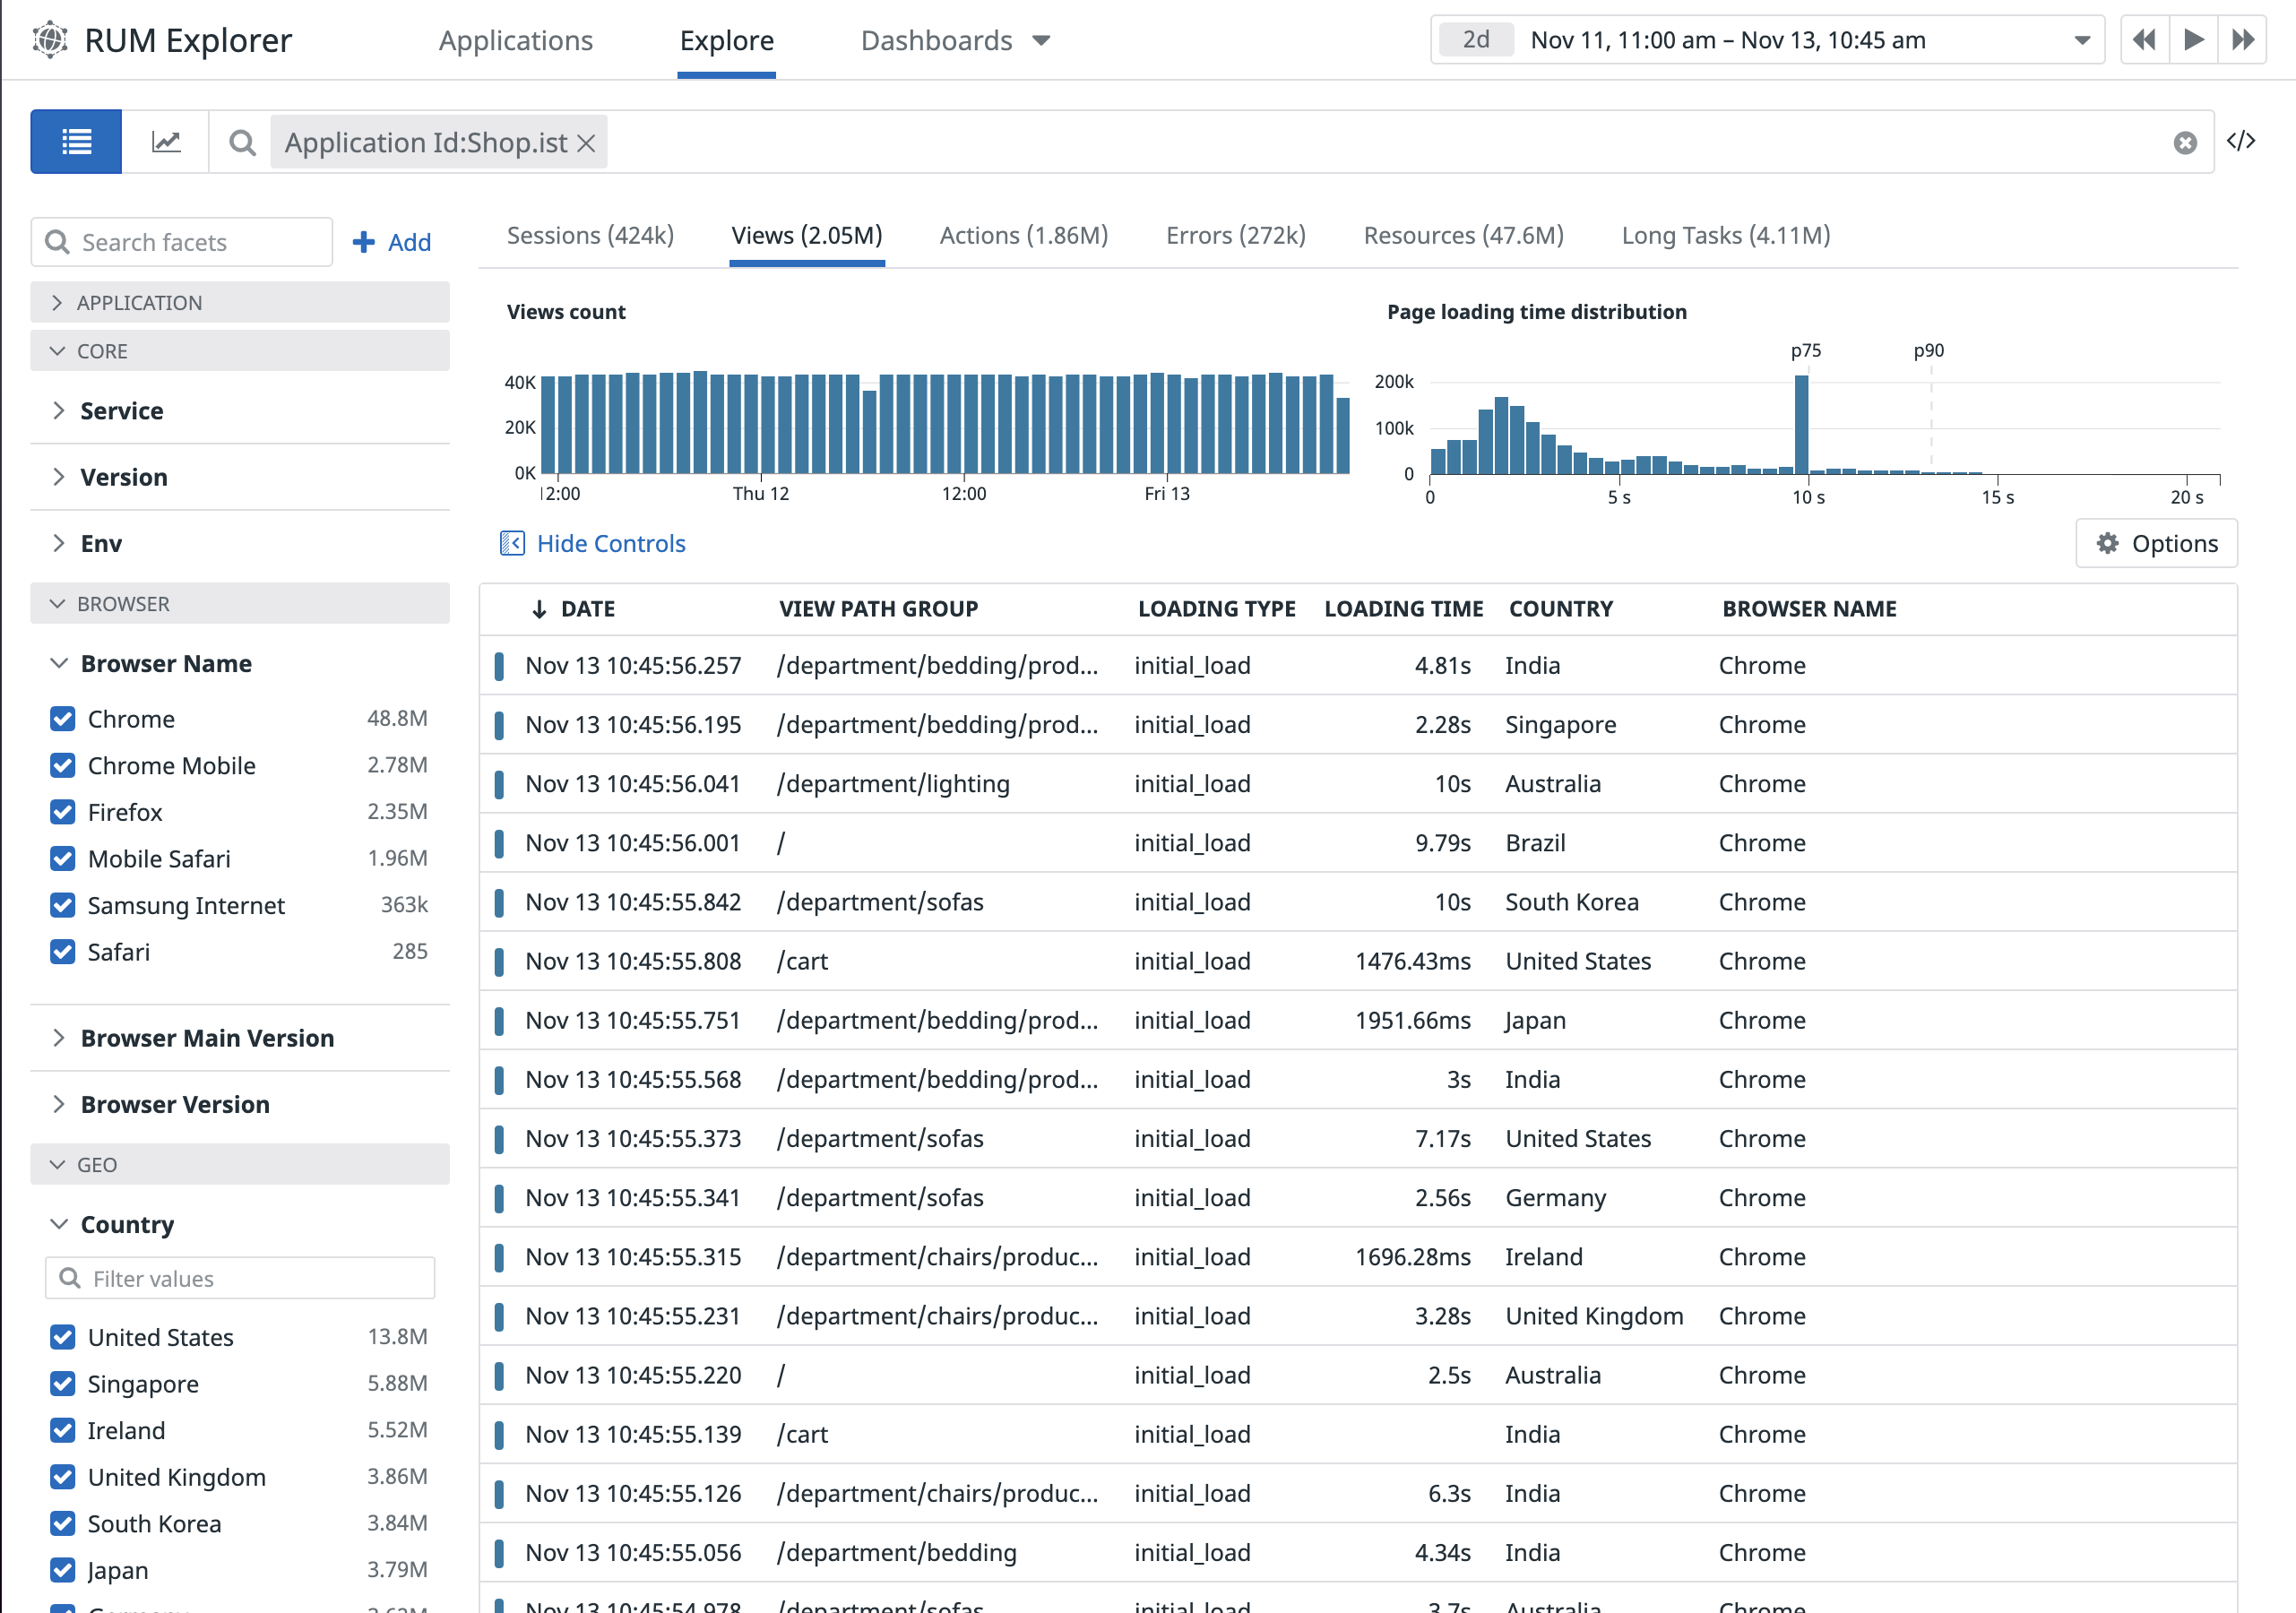 RUM Explorer
Applications
Explore
Dashboards
2d
Nov 11, 11:00 am – Nov 13, 10:45 am
Application Id:Shop.ist
</>
Search facets
Add
APPLICATION
CORE
Service
Version
Env
BROWSER
Browser Name
Chrome 48.8M
Chrome Mobile 2.78M
Firefox 2.35M
Mobile Safari 1.96M
Samsung Internet 363k
Safari 285
Browser Main Version
Browser Version
GEO
Country
Filter values
United States 13.8M
Singapore 5.88M
Ireland 5.52M
United Kingdom 3.86M
South Korea 3.84M
Japan 3.79M
Sessions (424k)
Views (2.05M)
Actions (1.86M)
Errors (272k)
Resources (47.6M)
Long Tasks (4.11M)
Views count
40K
20K
0K
12:00 Thu 12 12:00 Fri 13
Page loading time distribution
p75 p90
200k
100k
0
0 5 s 10 s 15 s 20 s
Hide Controls
Options
DATE VIEW PATH GROUP LOADING TYPE LOADING TIME COUNTRY BROWSER NAME
Nov 13 10:45:56.257 /department/bedding/prod... initial_load 4.81s India Chrome
Nov 13 10:45:56.195 /department/bedding/prod... initial_load 2.28s Singapore Chrome
Nov 13 10:45:56.041 /department/lighting initial_load 10s Australia Chrome
Nov 13 10:45:56.001 / initial_load 9.79s Brazil Chrome
Nov 13 10:45:55.842 /department/sofas initial_load 10s South Korea Chrome
Nov 13 10:45:55.808 /cart initial_load 1476.43ms United States Chrome
Nov 13 10:45:55.751 /department/bedding/prod... initial_load 1951.66ms Japan Chrome
Nov 13 10:45:55.568 /department/bedding/prod... initial_load 3s India Chrome
Nov 13 10:45:55.373 /department/sofas initial_load 7.17s United States Chrome
Nov 13 10:45:55.341 /department/sofas initial_load 2.56s Germany Chrome
Nov 13 10:45:55.315 /department/chairs/produc... initial_load 1696.28ms Ireland Chrome
Nov 13 10:45:55.231 /department/chairs/produc... initial_load 3.28s United Kingdom Chrome
Nov 13 10:45:55.220 / initial_load 2.5s Australia Chrome
Nov 13 10:45:55.139 /cart initial_load India Chrome
Nov 13 10:45:55.126 /department/chairs/produc... initial_load 6.3s India Chrome
Nov 13 10:45:55.056 /department/bedding initial_load 4.34s India Chrome
Nov 13 10:45:54.978 /department/sofas initial_load 3.7s Australia Chrome